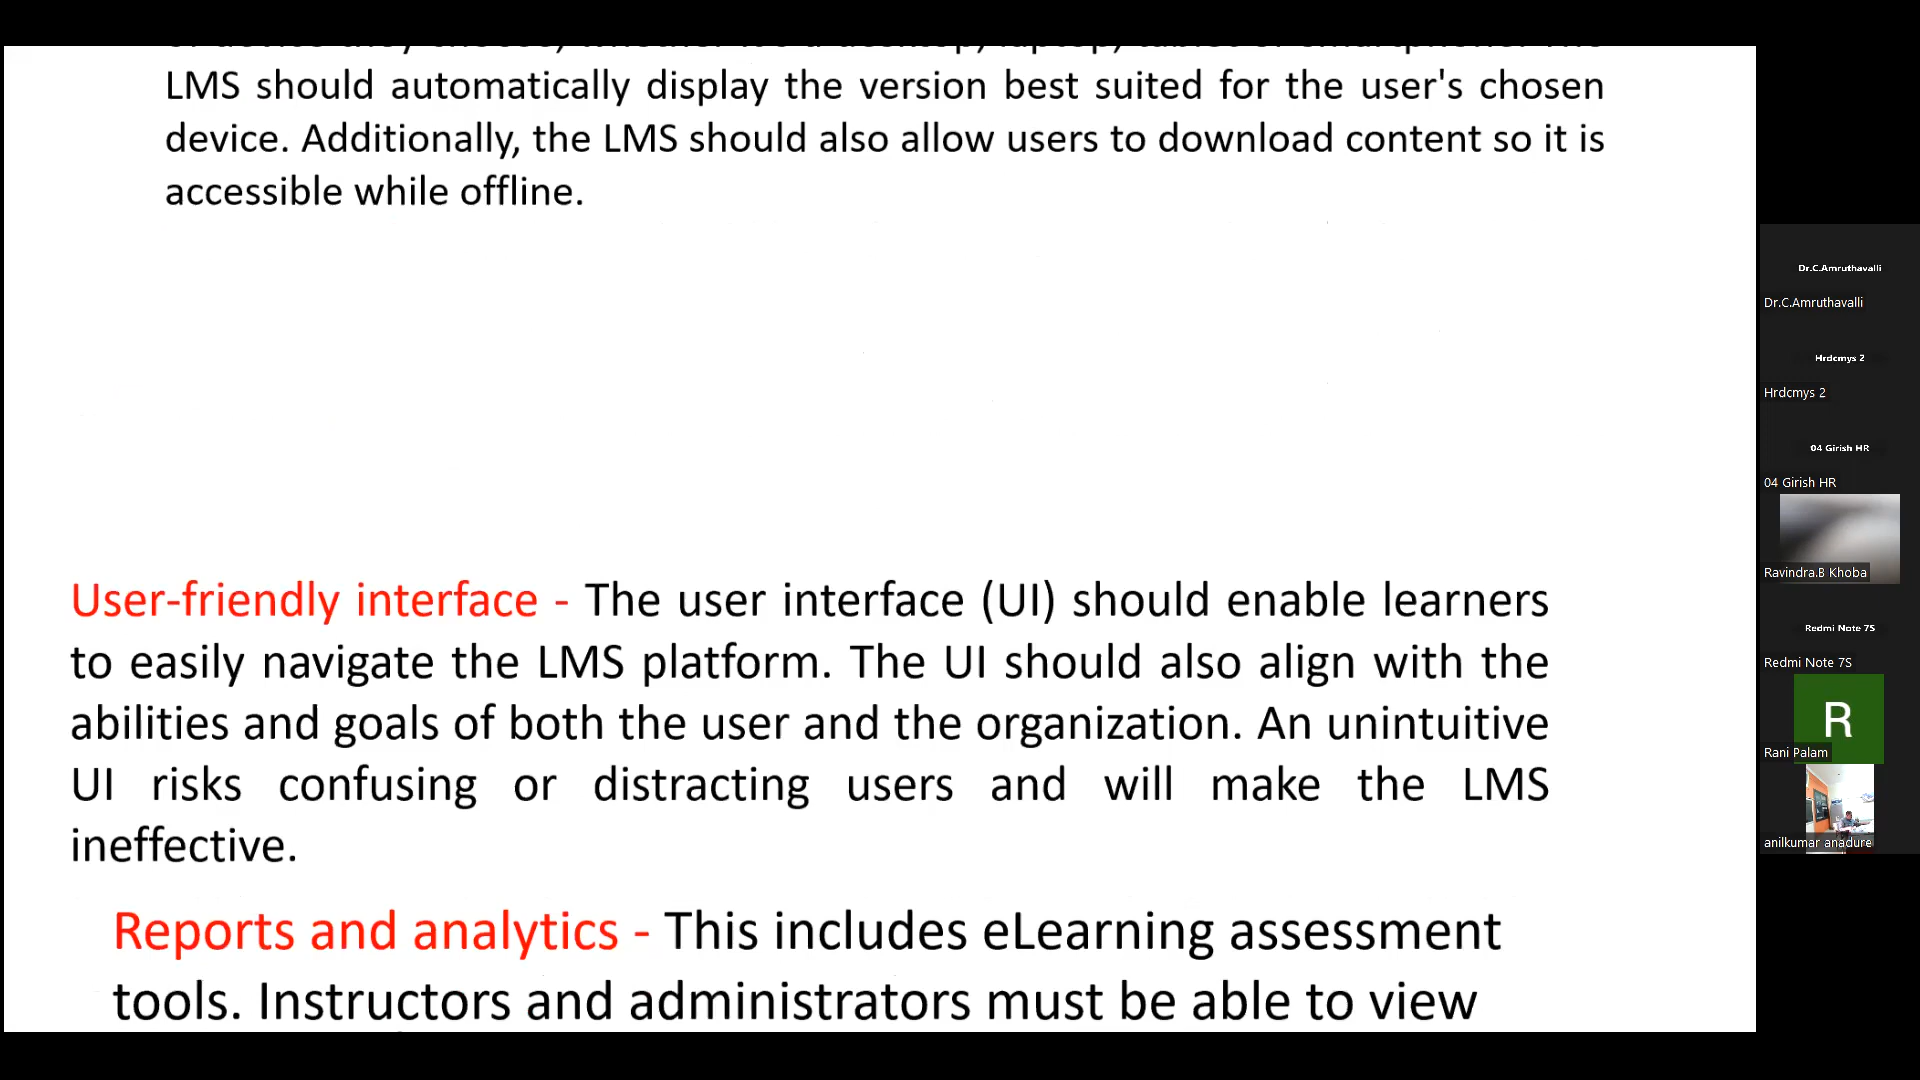 LMS should automatically display the version best suited for the user's chosen
device. Additionally, the LMS should also allow users to download content so it is
accessible while offline.
User-friendly interface - The user interface (UI) should enable learners
to easily navigate the LMS platform. The UI should also align with the
abilities and goals of both the user and the organization. An unintuitive
UI risks confusing or distracting users and will make the LMS
ineffective.
Reports and analytics - This includes eLearning assessment
tools. Instructors and administrators must be able to view
Dr.C.Amruthavalli
Dr.C.Amruthavalli
Hrdcmys 2
Hrdcmys 2
04 Girish HR
04 Girish HR
Ravindra.B Khoba
Redmi Note 7S
Redmi Note 7S
R
Rani Palam
anilkumar anadure